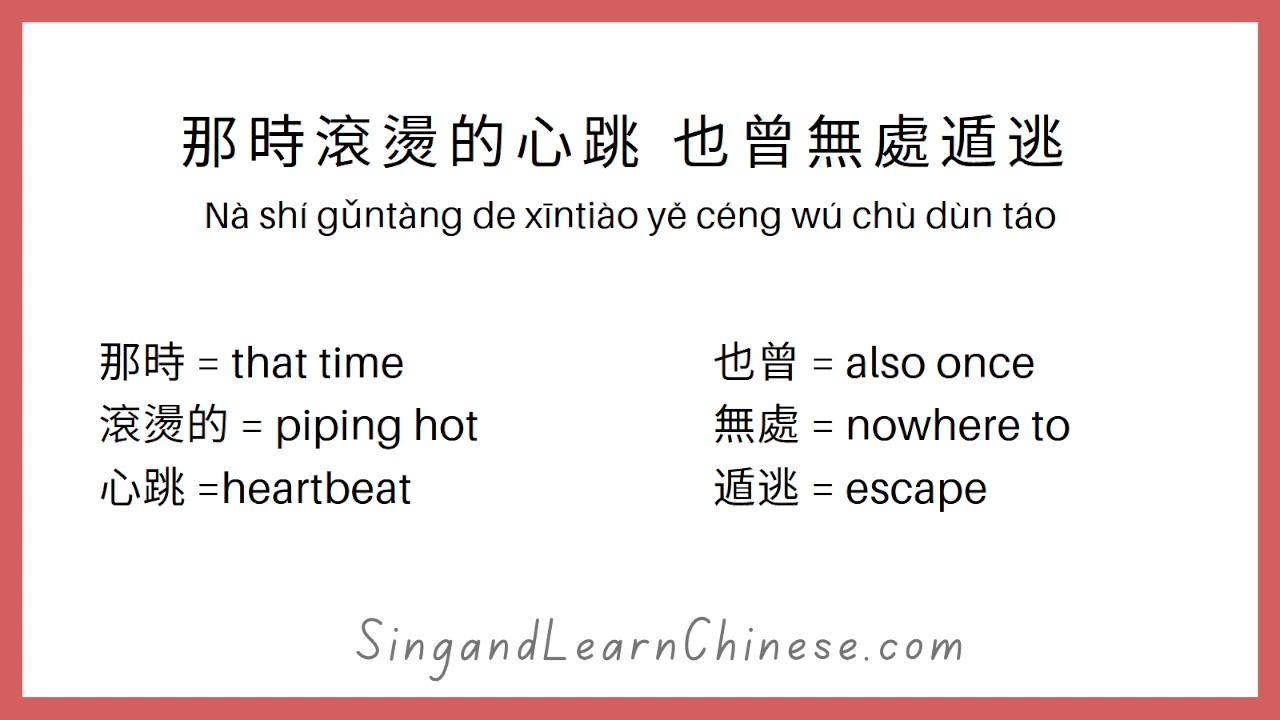 那時滾燙的心跳 也曾無處遁逃
Nà shí gǔntàng de xīntiào yě céng wú chù dùn táo
那時 = that time
滾燙的 = piping hot
心跳 =heartbeat
也曾 = also once
無處 = nowhere to
遁逃 = escape
SingandLearnChinese.com